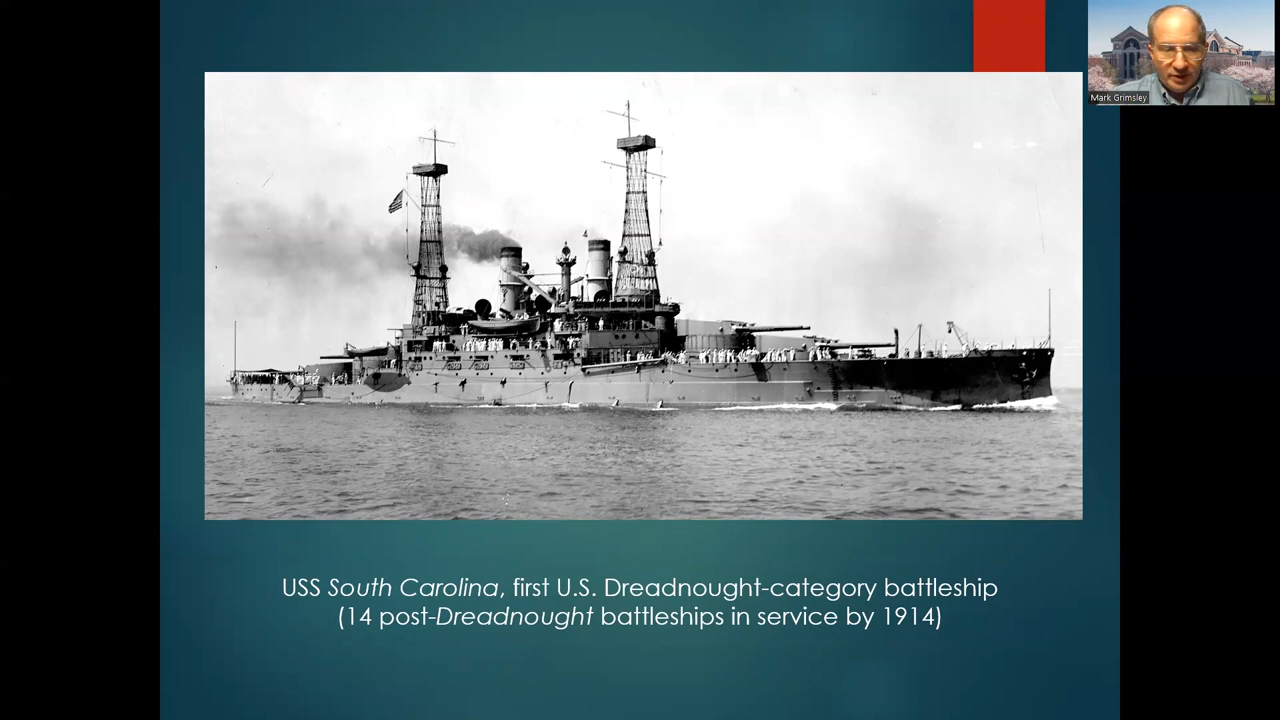 Mark Grimsley
USS South Carolina, first U.S. Dreadnought-category battleship
(14 post-Dreadnought battleships in service by 1914)